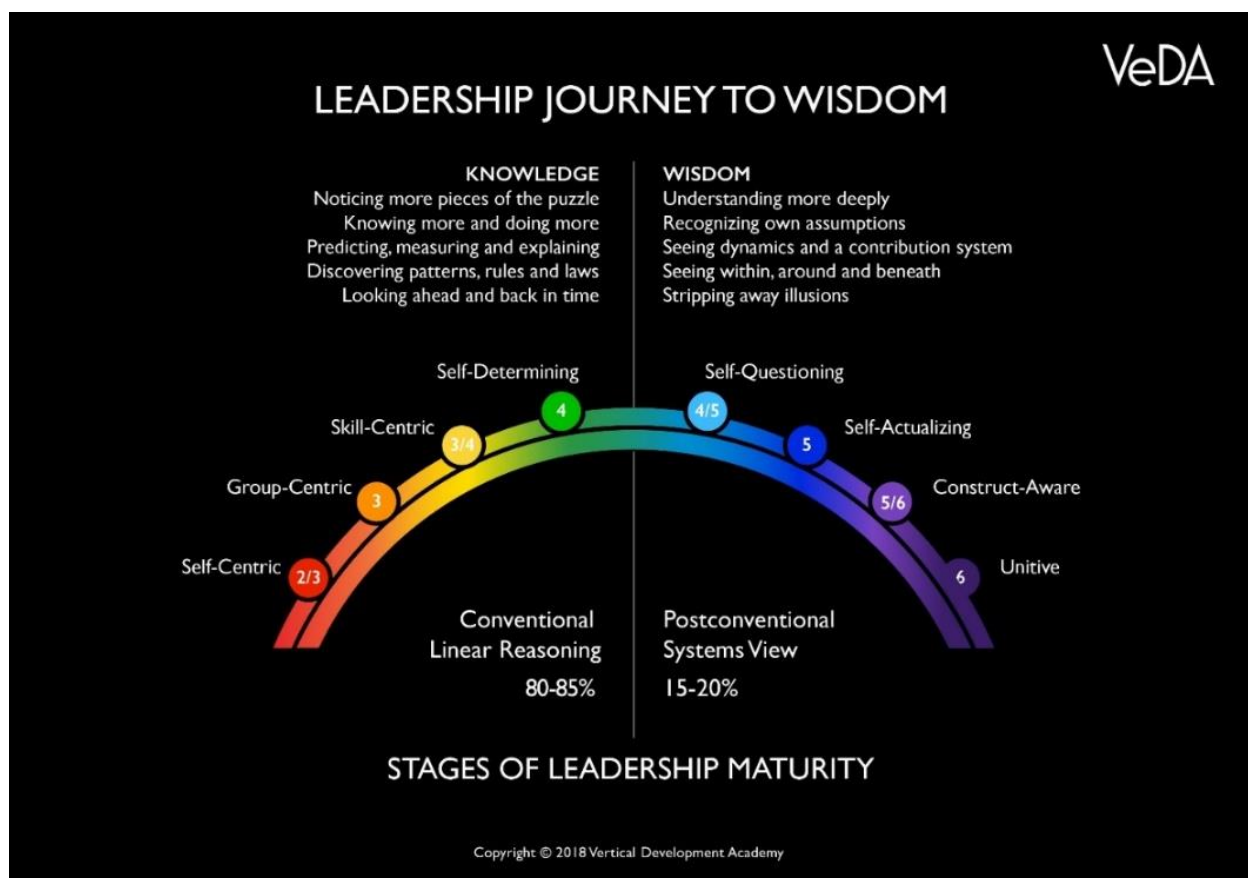 VeDA
LEADERSHIP JOURNEY TO WISDOM
KNOWLEDGE
Noticing more pieces of the puzzle
Knowing more and doing more
Predicting, measuring and explaining
Discovering patterns, rules and laws
Looking ahead and back in time
WISDOM
Understanding more deeply
Recognizing own assumptions
Seeing dynamics and a contribution system
Seeing within, around and beneath
Stripping away illusions
Self-Centric 2/3
Group-Centric 3
Skill-Centric 3/4
Self-Determining 4
4/5 Self-Questioning
5 Self-Actualizing
5/6 Construct-Aware
6 Unitive
Conventional
Linear Reasoning
80-85%
Postconventional
Systems View
15-20%
STAGES OF LEADERSHIP MATURITY
Copyright © 2018 Vertical Development Academy